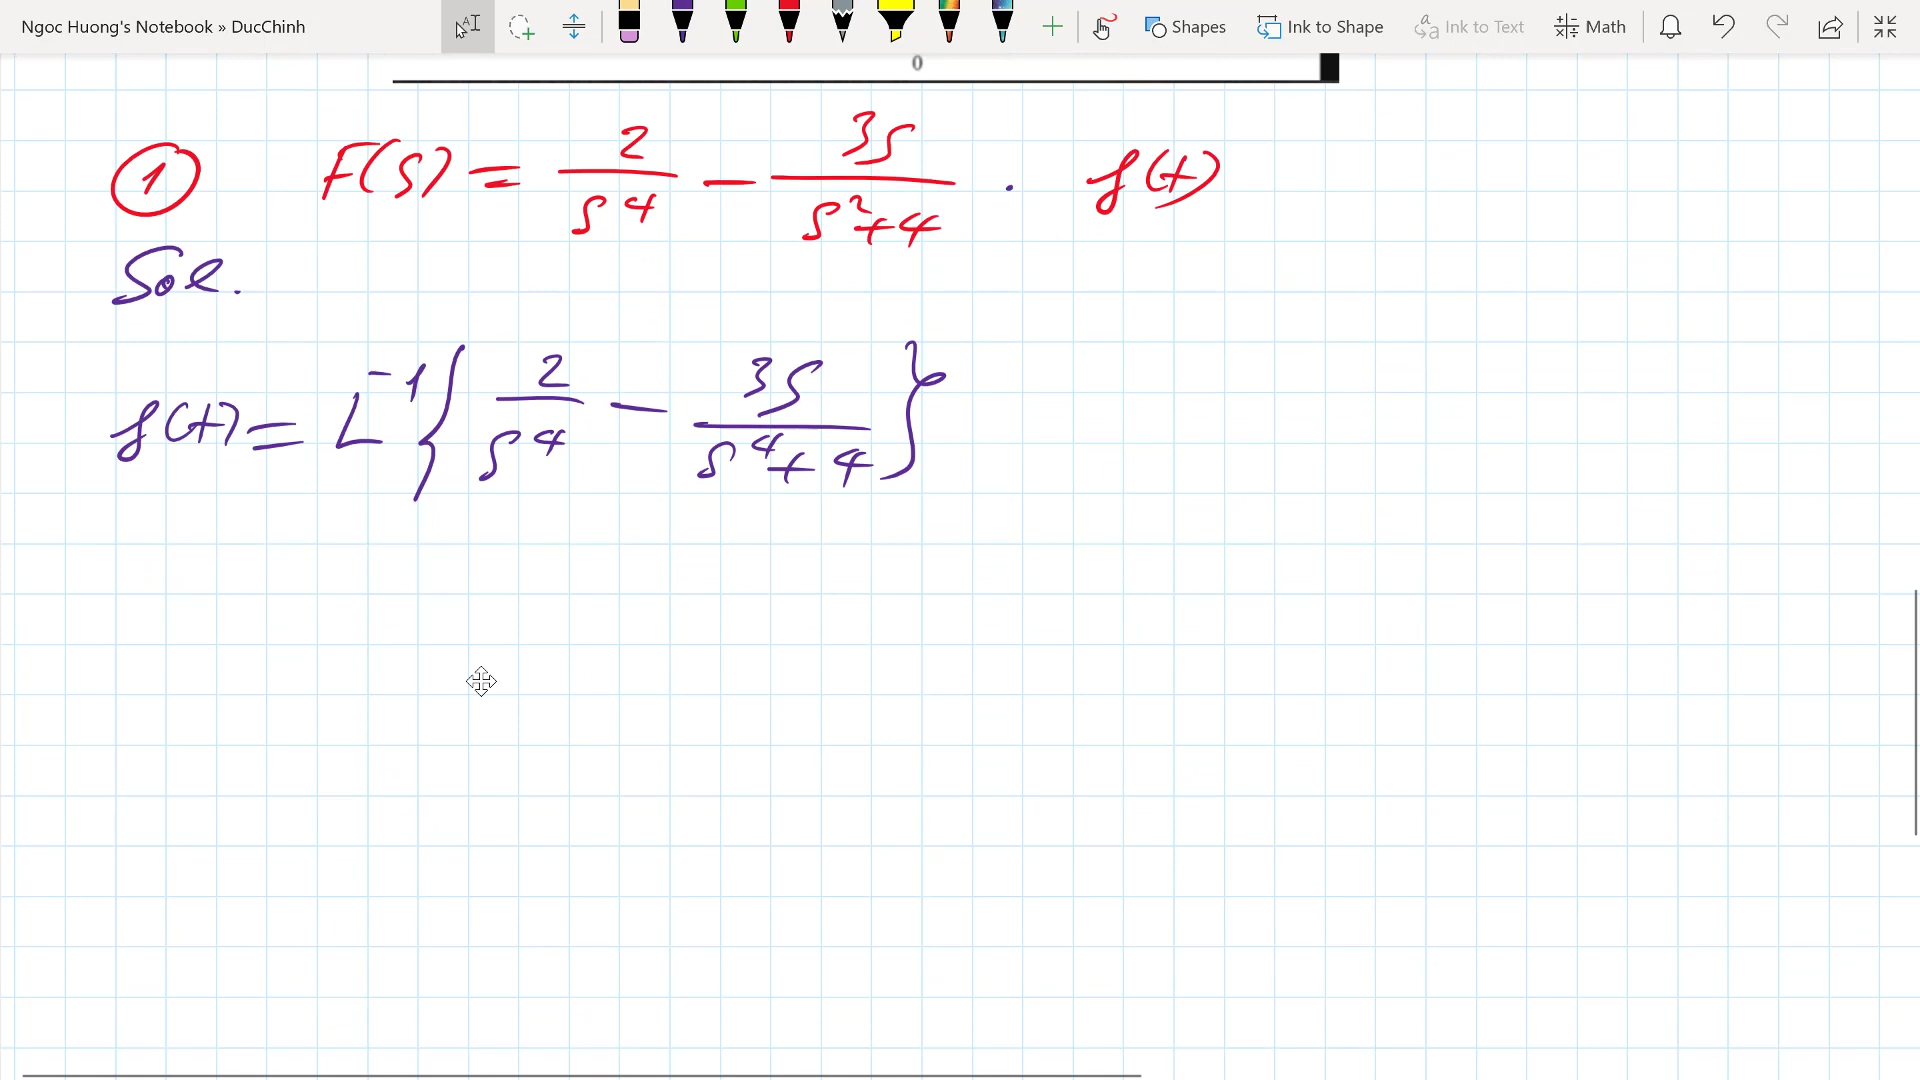 Ngoc Huong's Notebook » DucChinh
Shapes
Ink to Shape
Ink to Text
Math
0
① F(s) = 2/s⁴ − 3s/s²+4 . f(t)
Sol.
f(t) = L⁻¹{ 2/s⁴ − 3s/s⁴+4 }